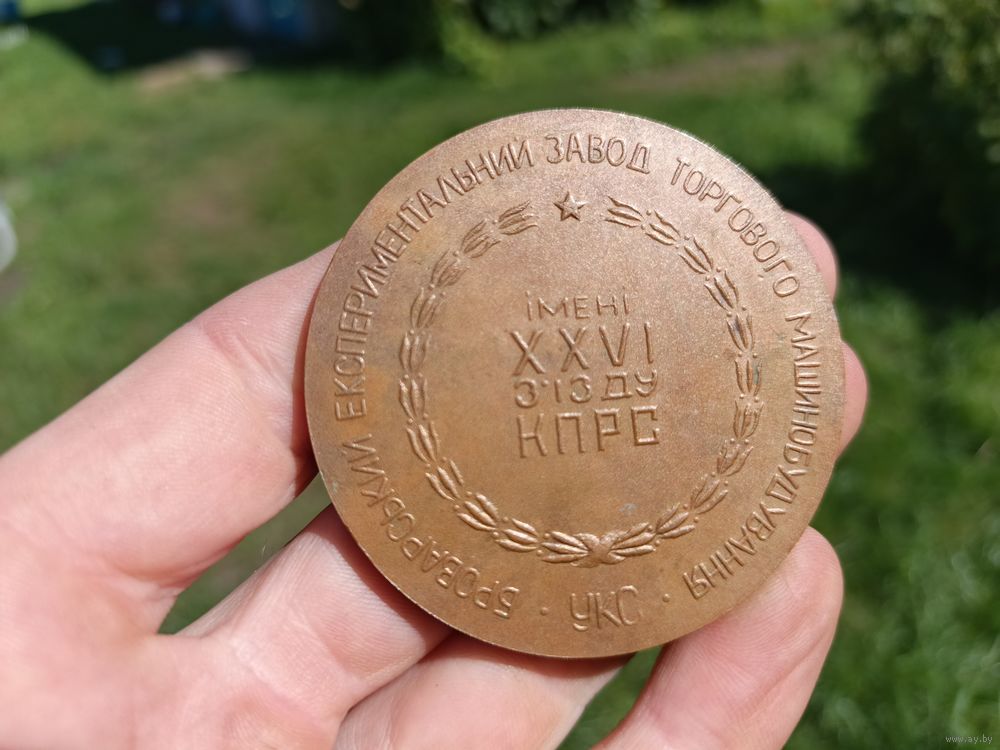 БРОВАРСЬКИЙ ЕКСПЕРИМЕНТАЛЬНИЙ ЗАВОД ТОРГОВОГО МАШИНОБУДУВАННЯ
ІМЕНІ
XXVI
З'ЇЗДУ
КПРС
· УКС ·
www.ay.by